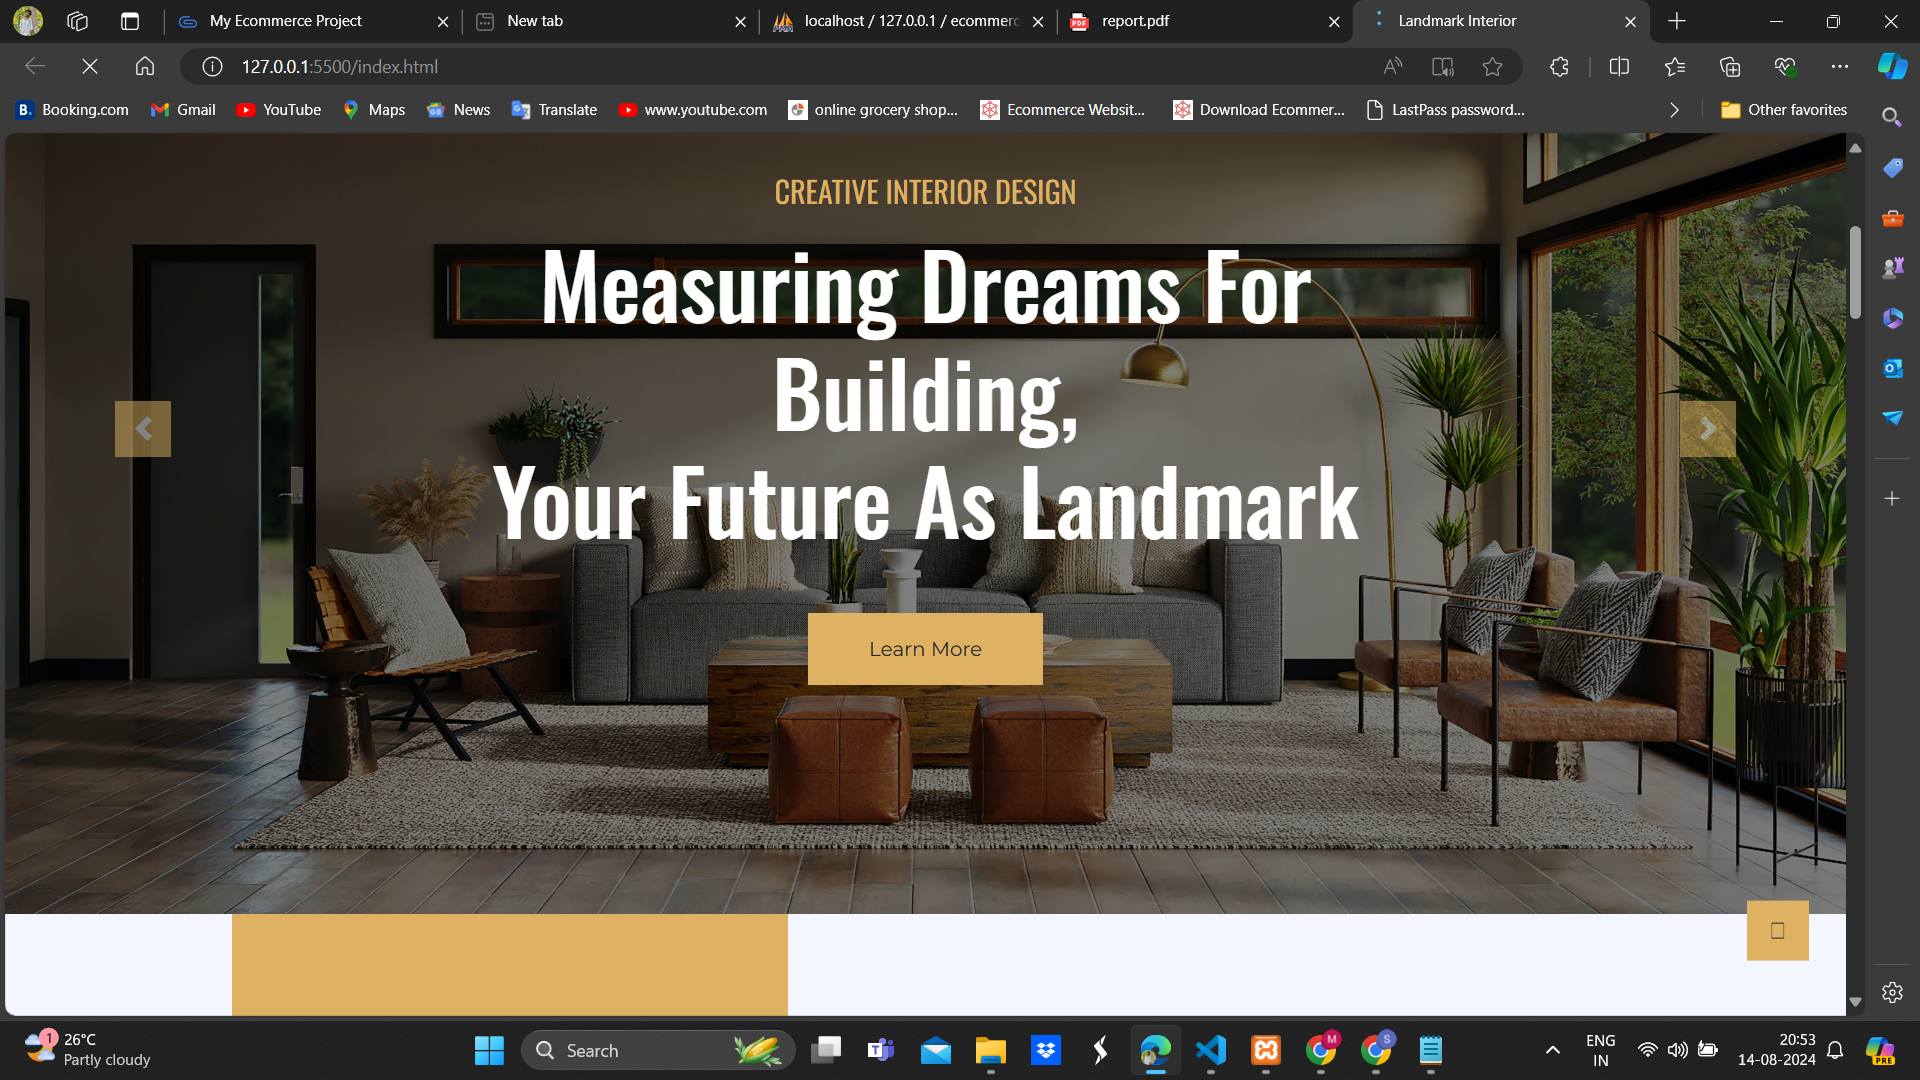 My Ecommerce Project
New tab
localhost / 127.0.0.1 / ecommerc
report.pdf
Landmark Interior
127.0.0.1:5500/index.html
Booking.com
Gmail
YouTube
Maps
News
Translate
www.youtube.com
online grocery shop...
Ecommerce Websit...
Download Ecommer...
LastPass password...
Other favorites
CREATIVE INTERIOR DESIGN
Measuring Dreams For
Building,
Your Future As Landmark
Learn More
1
26°C
Partly cloudy
Search
M
S
ENG
IN
20:53
14-08-2024
PRE